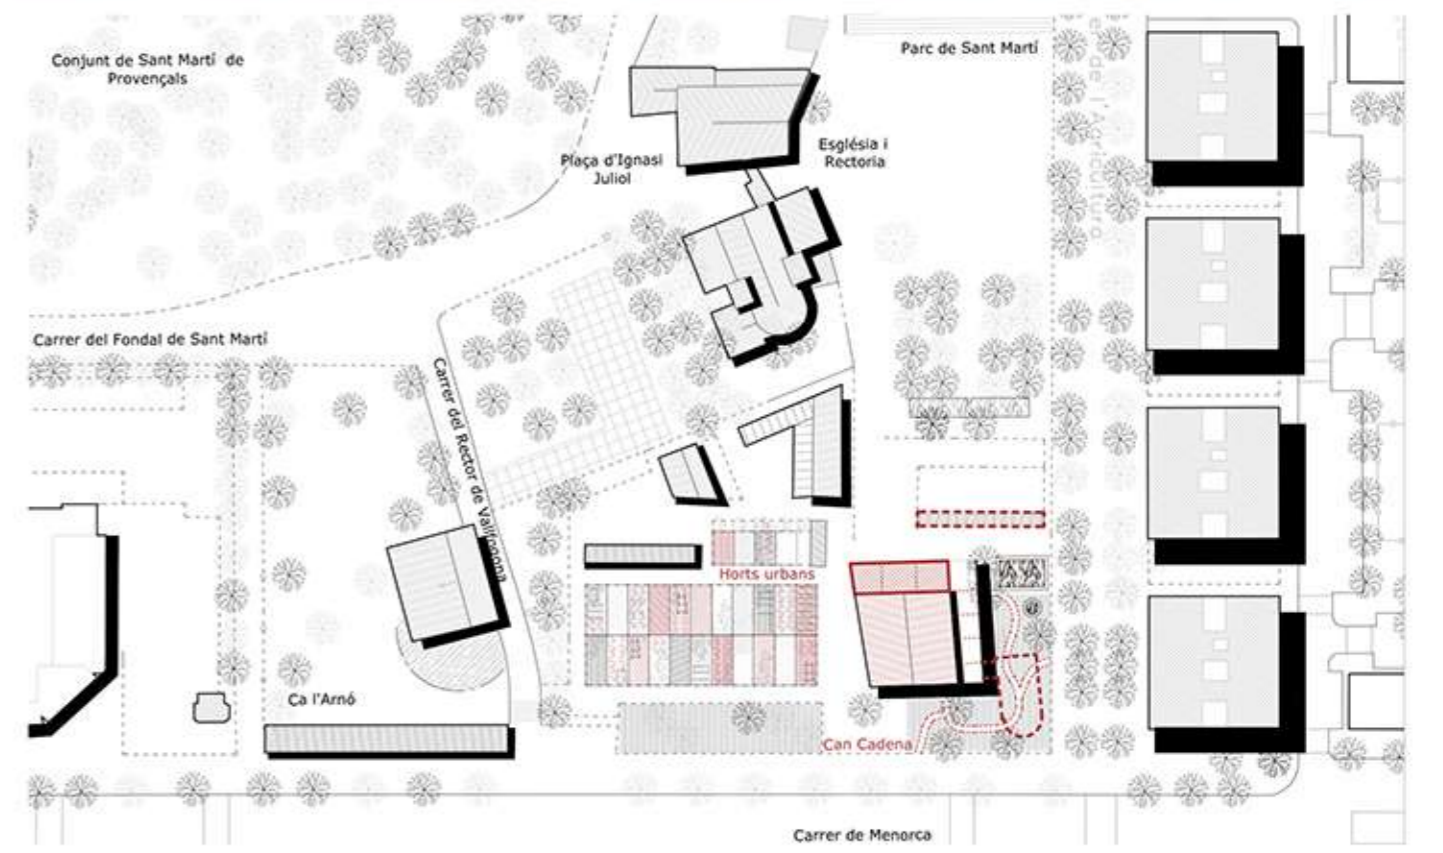 Conjunt de Sant Martí de
Provençals
Parc de Sant Martí
Plaça d'Ignasi
Juliol
Església i
Rectoria
de l'Agricultura
Carrer del Fondal de Sant Martí
Carrer del Rector de Vallfogona
Horts urbans
Ca l'Arnó
Can Cadena
Carrer de Menorca